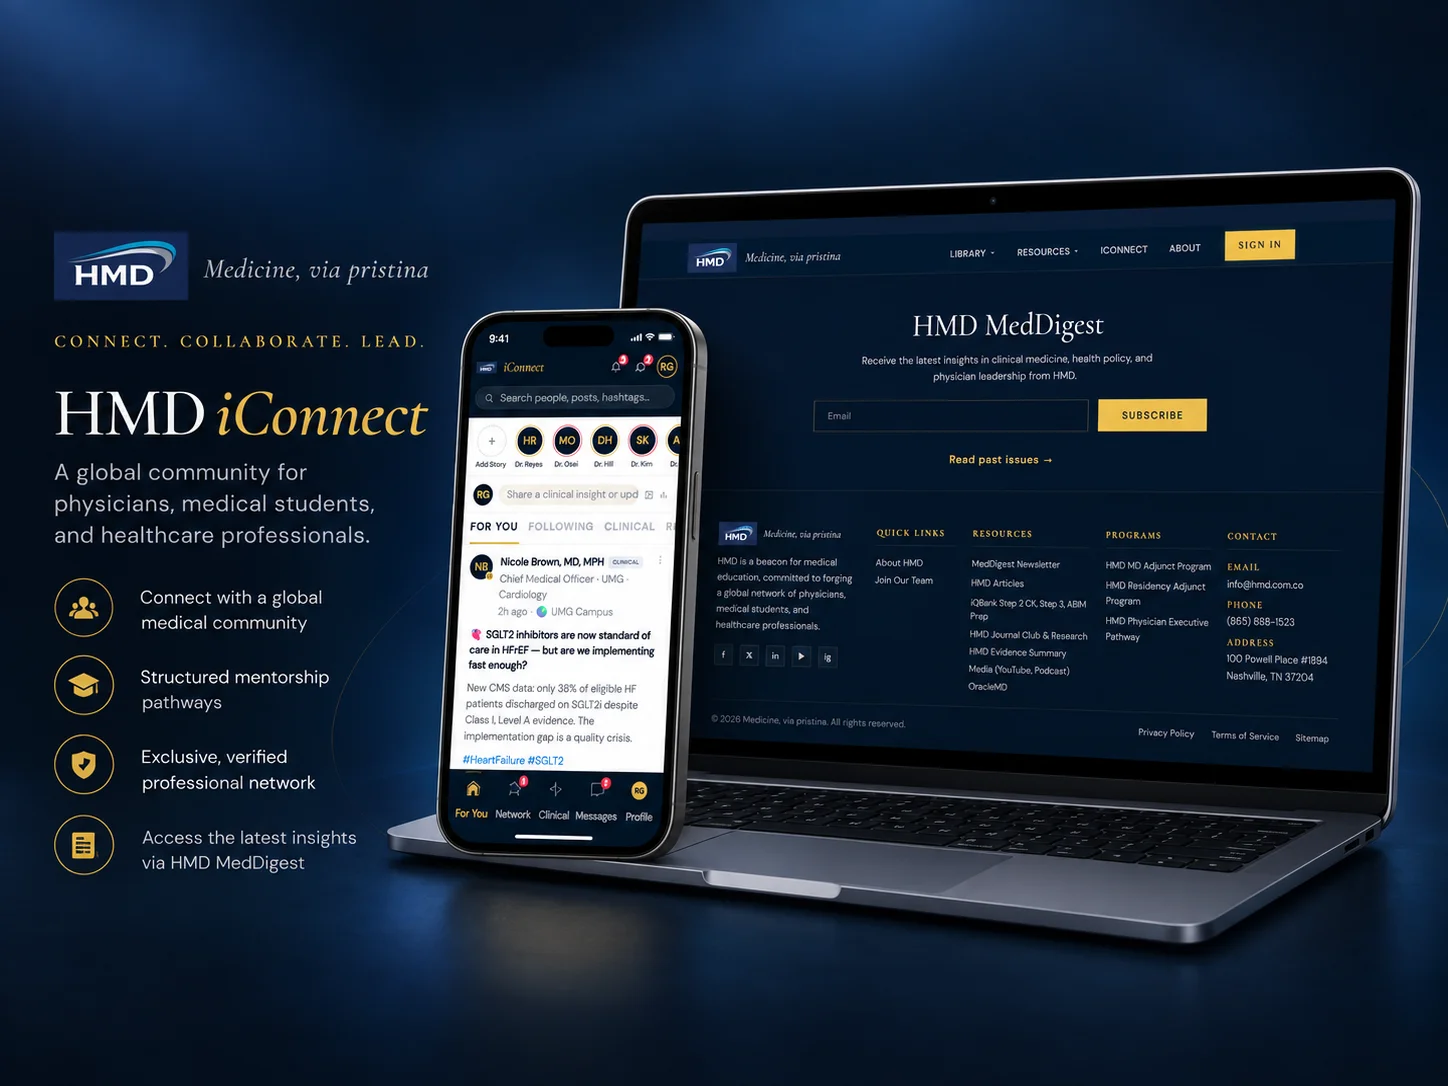 HMD
Medicine, via pristina
CONNECT. COLLABORATE. LEAD.
HMD iConnect
A global community for
physicians, medical students,
and healthcare professionals.
Connect with a global
medical community
Structured mentorship
pathways
Exclusive, verified
professional network
Access the latest insights
via HMD MedDigest
9:41
HMD iConnect
RG
Search people, posts, hashtags...
+ HR MO DH SK A
Add Story Dr. Reyes Dr. Osei Dr. Hill Dr. Kim Dr.
RG Share a clinical insight or upd
FOR YOU FOLLOWING CLINICAL R
NB Nicole Brown, MD, MPH CLINICAL
Chief Medical Officer · UMG ·
Cardiology
2h ago · UMG Campus
SGLT2 inhibitors are now standard of
care in HFrEF — but are we implementing
fast enough?
New CMS data: only 38% of eligible HF
patients discharged on SGLT2i despite
Class I, Level A evidence. The
implementation gap is a quality crisis.
#HeartFailure #SGLT2
RG
For You Network Clinical Messages Profile
HMD Medicine, via pristina
LIBRARY RESOURCES ICONNECT ABOUT SIGN IN
HMD MedDigest
Receive the latest insights in clinical medicine, health policy, and
physician leadership from HMD.
Email SUBSCRIBE
Read past issues →
HMD Medicine, via pristina
HMD is a beacon for medical
education, committed to forging
a global network of physicians,
medical students, and
healthcare professionals.
f X in ig
QUICK LINKS
About HMD
Join Our Team
RESOURCES
MedDigest Newsletter
HMD Articles
iQBank Step 2 CK, Step 3, ABIM
Prep
HMD Journal Club & Research
HMD Evidence Summary
Media (YouTube, Podcast)
OracleMD
PROGRAMS
HMD MD Adjunct Program
HMD Residency Adjunct
Program
HMD Physician Executive
Pathway
CONTACT
EMAIL
info@hmd.com.co
PHONE
(865) 888-1523
ADDRESS
100 Powell Place #1894
Nashville, TN 37204
© 2026 Medicine, via pristina. All rights reserved.
Privacy Policy Terms of Service Sitemap